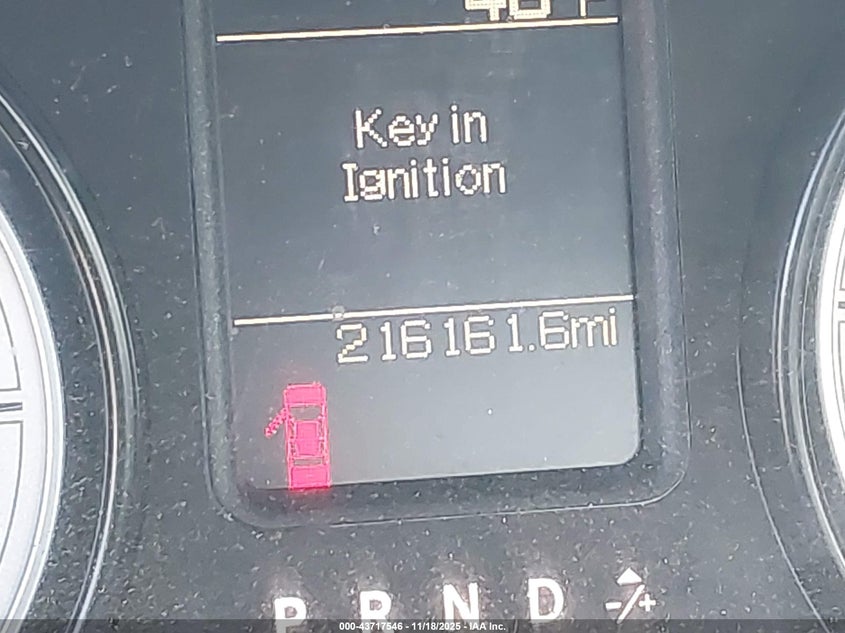 Key in
Ignition
216161.6mi
P R N D -/+
000-43717546 - 11/18/2025 - IAA Inc.